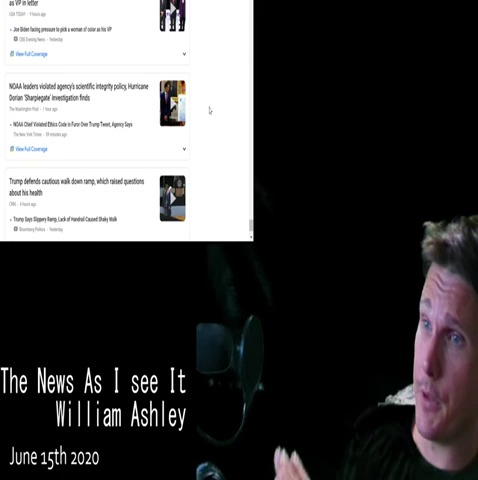 as VP in letter
USA TODAY · 9 hours ago
• Joe Biden facing pressure to pick a woman of color as his VP
CBS Evening News · Yesterday
View Full Coverage
NOAA leaders violated agency's scientific integrity policy, Hurricane
Dorian 'Sharpiegate' investigation finds
The Washington Post · 1 hour ago
• NOAA Chief Violated Ethics Code in Furor Over Trump Tweet, Agency Says
The New York Times · 59 minutes ago
View Full Coverage
Trump defends cautious walk down ramp, which raised questions
about his health
CNN · 4 hours ago
• Trump Says Slippery Ramp, Lack of Handrail Caused Shaky Walk
Bloomberg Politics · Yesterday
The News As I see It
William Ashley
June 15th 2020